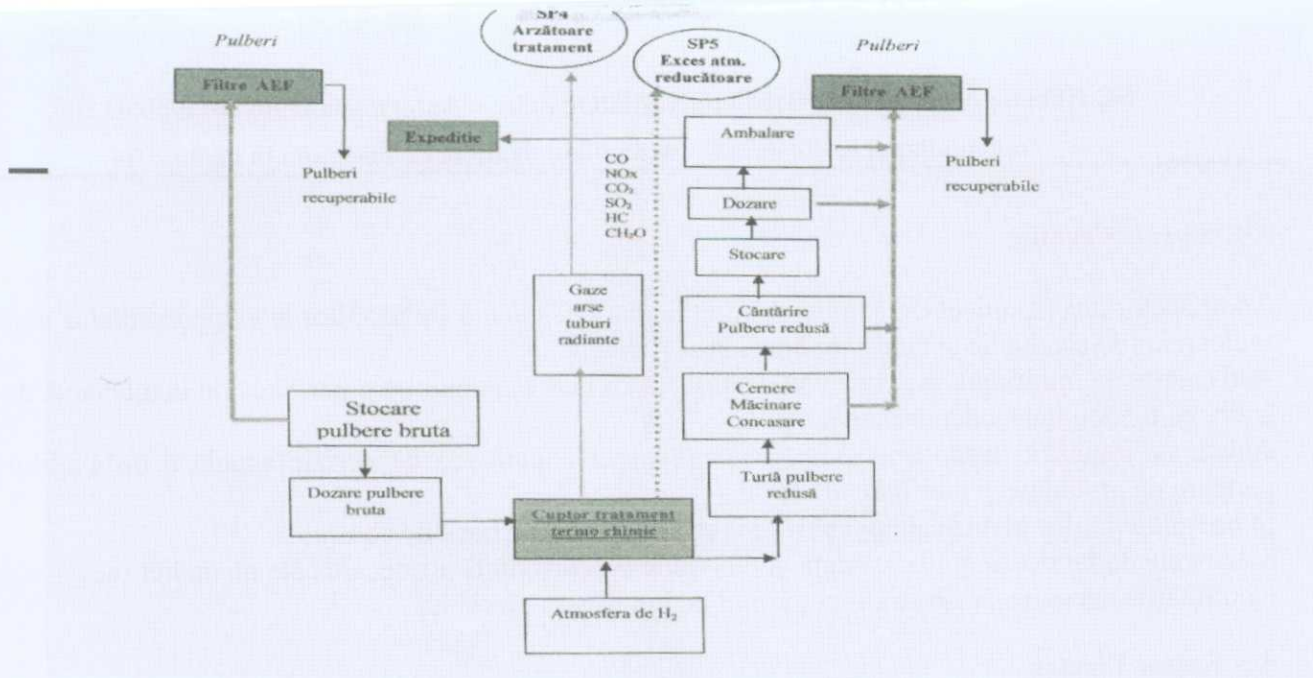 SP4
Arzătoare
tratament
SP5
Exces atm.
reducătoare
Pulberi
Pulberi
Filtre AEF
Filtre AEF
Expeditie
Ambalare
Pulberi
recuperabile
CO
NOx
CO₂
SO₂
HC
CH₂O
Pulberi
recuperabile
Dozare
Stocare
Gaze
arse
tuburi
radiante
Cântărire
Pulbere redusă
Cernere
Măcinare
Concasare
Stocare
pulbere bruta
Turtă pulbere
redusă
Dozare pulbere
bruta
Cuptor tratament
termo chimic
Atmosfera de H₂